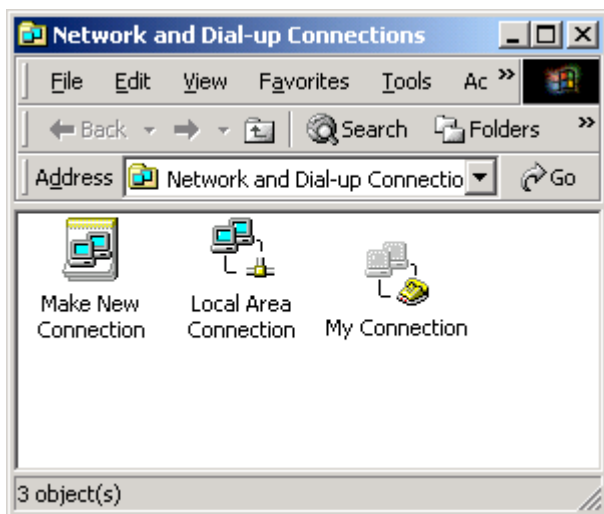 Network and Dial-up Connections
File Edit View Favorites Tools Ac »
Back Search Folders »
Address Network and Dial-up Connectio Go
Make New Connection
Local Area Connection
My Connection
3 object(s)